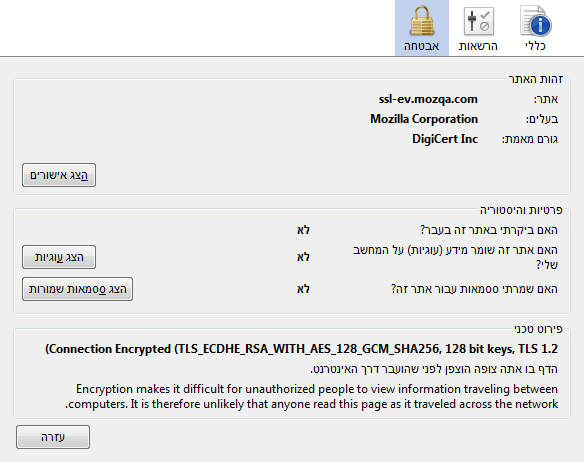 כללי
הרשאות
אבטחה
זהות האתר
אתר: ssl-ev.mozqa.com
בעלים: Mozilla Corporation
גורם מאמת: DigiCert Inc
הצג אישורים
פרטיות והיסטוריה
האם ביקרתי באתר זה בעבר? לא
האם אתר זה שומר מידע (עוגיות) על המחשב
שלי? לא
הצג עוגיות
האם שמרתי ססמאות עבור אתר זה? לא
הצג ססמאות שמורות
פירוט טכני
(Connection Encrypted (TLS_ECDHE_RSA_WITH_AES_128_GCM_SHA256, 128 bit keys, TLS 1.2
הדף בו אתה צופה הוצפן לפני שהועבר דרך האינטרנט.
Encryption makes it difficult for unauthorized people to view information traveling between
.computers. It is therefore unlikely that anyone read this page as it traveled across the network
עזרה